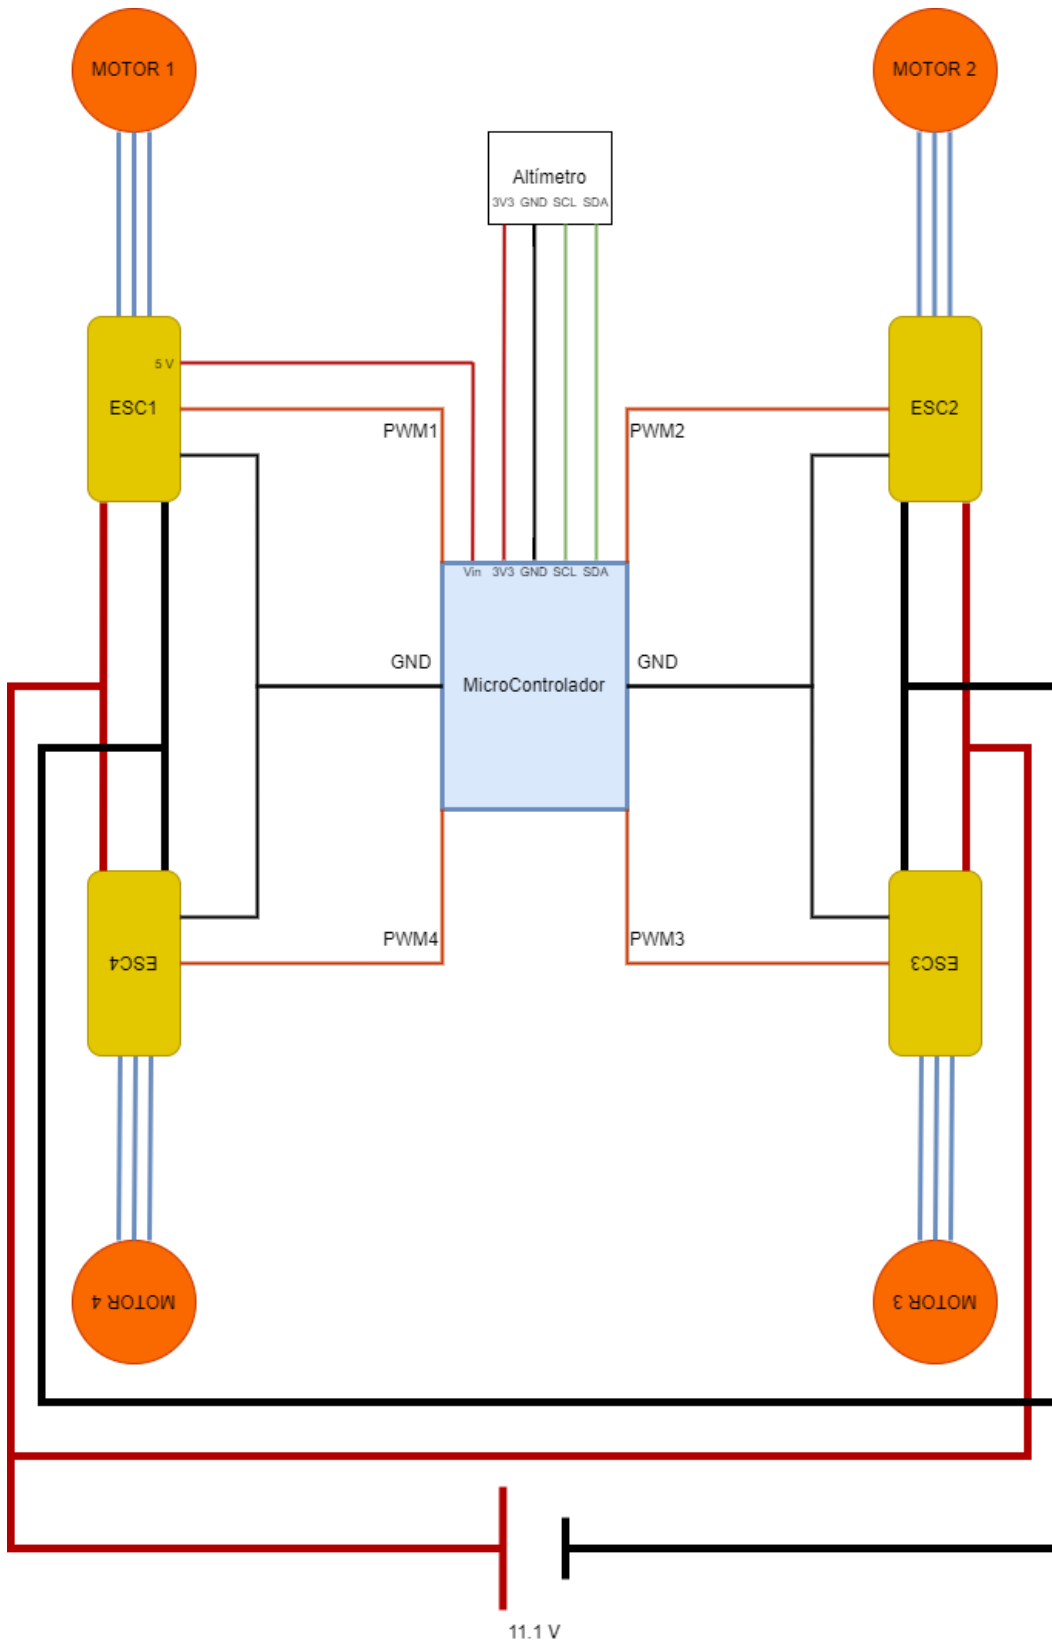 MOTOR 1
MOTOR 2
Altímetro
3V3 GND SCL SDA
5 V
ESC1
ESC2
PWM1
PWM2
Vin 3V3 GND SCL SDA
GND
GND
MicroControlador
PWM4
PWM3
ESC4
ESC3
MOTOR 4
MOTOR 3
11.1 V